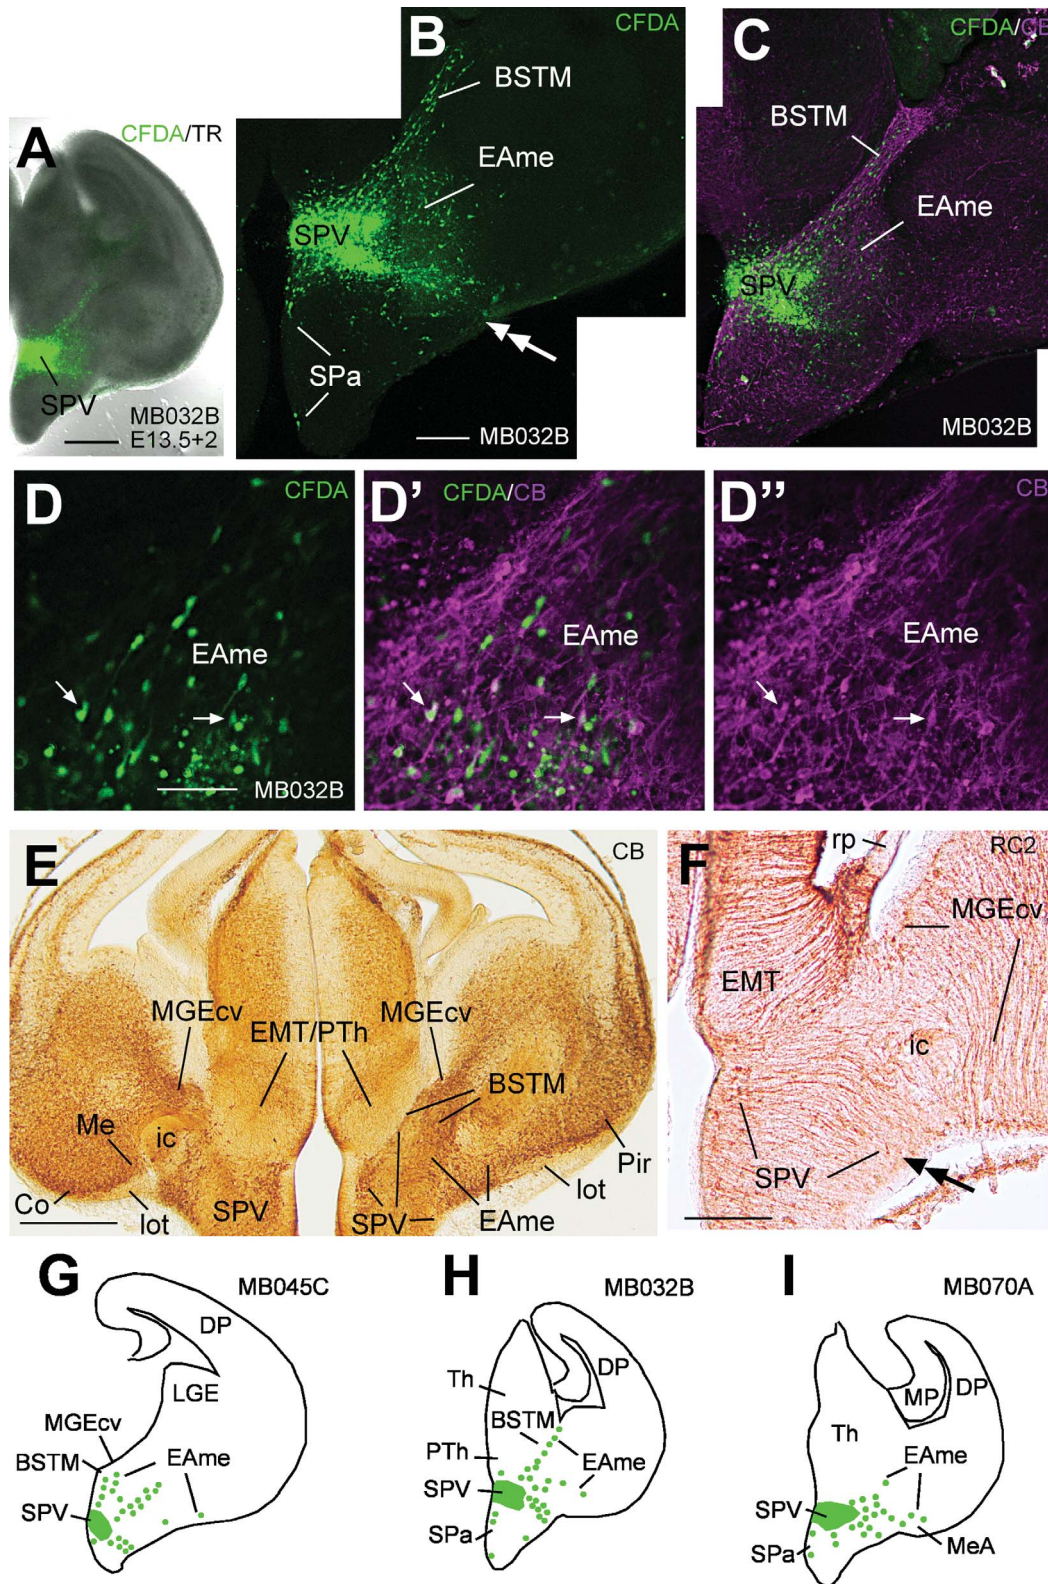 A
CFDA/TR
SPV
MB032B
E13.5+2
B
CFDA
BSTM
EAme
SPV
SPa
MB032B
C
CFDA/CB
BSTM
EAme
SPV
MB032B
D
CFDA
EAme
MB032B
D'
CFDA/CB
EAme
D''
CB
EAme
E
CB
MGEcv
MGEcv
EMT/PTh
BSTM
Me
ic
Pir
Co
lot
SPV
SPV
EAme
lot
F
rp
RC2
MGEcv
EMT
ic
SPV
G
MB045C
DP
LGE
MGEcv
BSTM
EAme
SPV
H
MB032B
Th
DP
BSTM
PTh
EAme
SPV
SPa
I
MB070A
MP
DP
Th
EAme
SPV
SPa
MeA